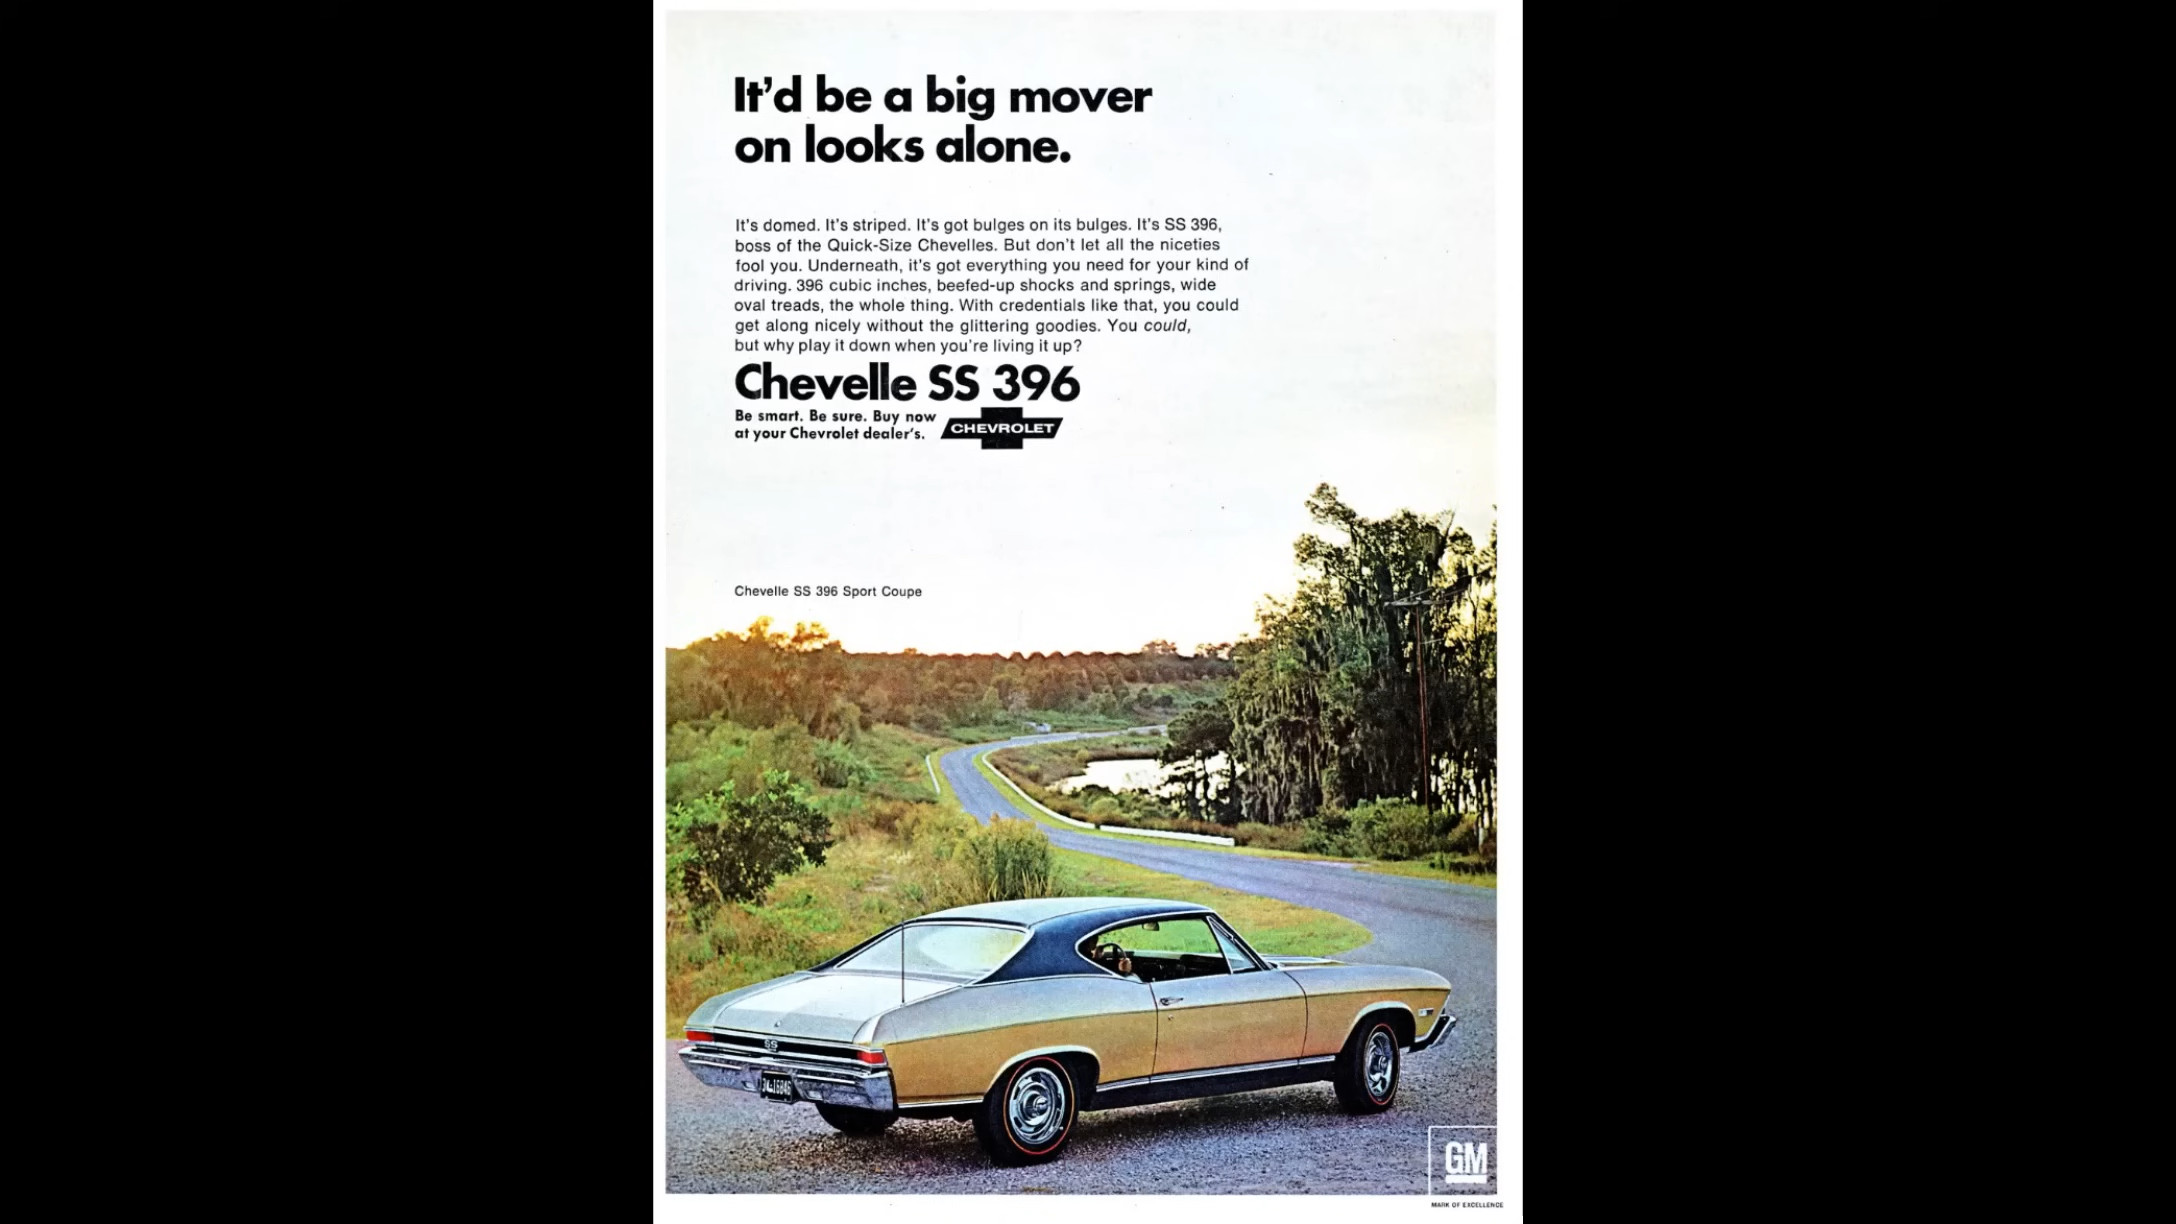 It'd be a big mover
on looks alone.
It's domed. It's striped. It's got bulges on its bulges. It's SS 396,
boss of the Quick-Size Chevelles. But don't let all the niceties
fool you. Underneath, it's got everything you need for your kind of
driving. 396 cubic inches, beefed-up shocks and springs, wide
oval treads, the whole thing. With credentials like that, you could
get along nicely without the glittering goodies. You could,
but why play it down when you're living it up?
Chevelle SS 396
Be smart. Be sure. Buy now
at your Chevrolet dealer's.
CHEVROLET
Chevelle SS 396 Sport Coupe
SS
GM
MARK OF EXCELLENCE